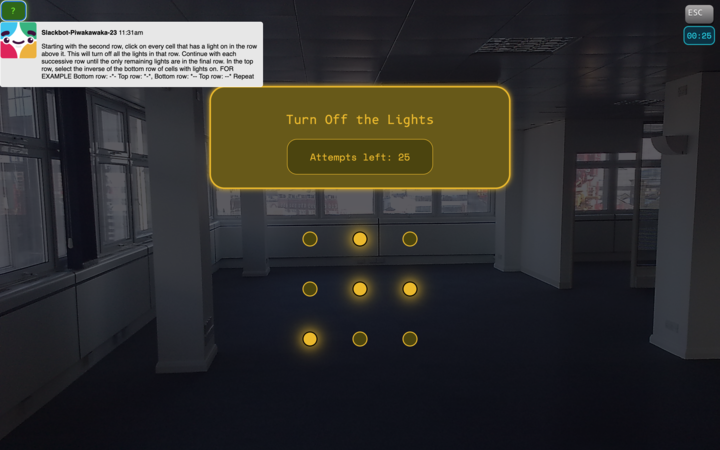 ?
ESC
Slackbot-Piwakawaka-23 11:31am
00:25
Starting with the second row, click on every cell that has a light on in the row
above it. This will turn off all the lights in that row. Continue with each
successive row until the only remaining lights are in the final row. In the top
row, select the inverse of the bottom row of cells with lights on. FOR
EXAMPLE Bottom row: -*- Top row: *-*, Bottom row: *-- Top row: --* Repeat
Turn Off the Lights
Attempts left: 25